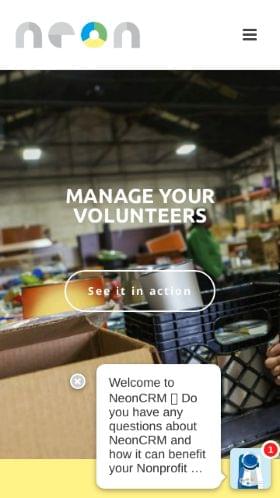 neon
MANAGE YOUR
VOLUNTEERS
See it in action
Welcome to
NeonCRM ▯ Do
you have any
questions about
NeonCRM and
how it can benefit
your Nonprofit ...
1